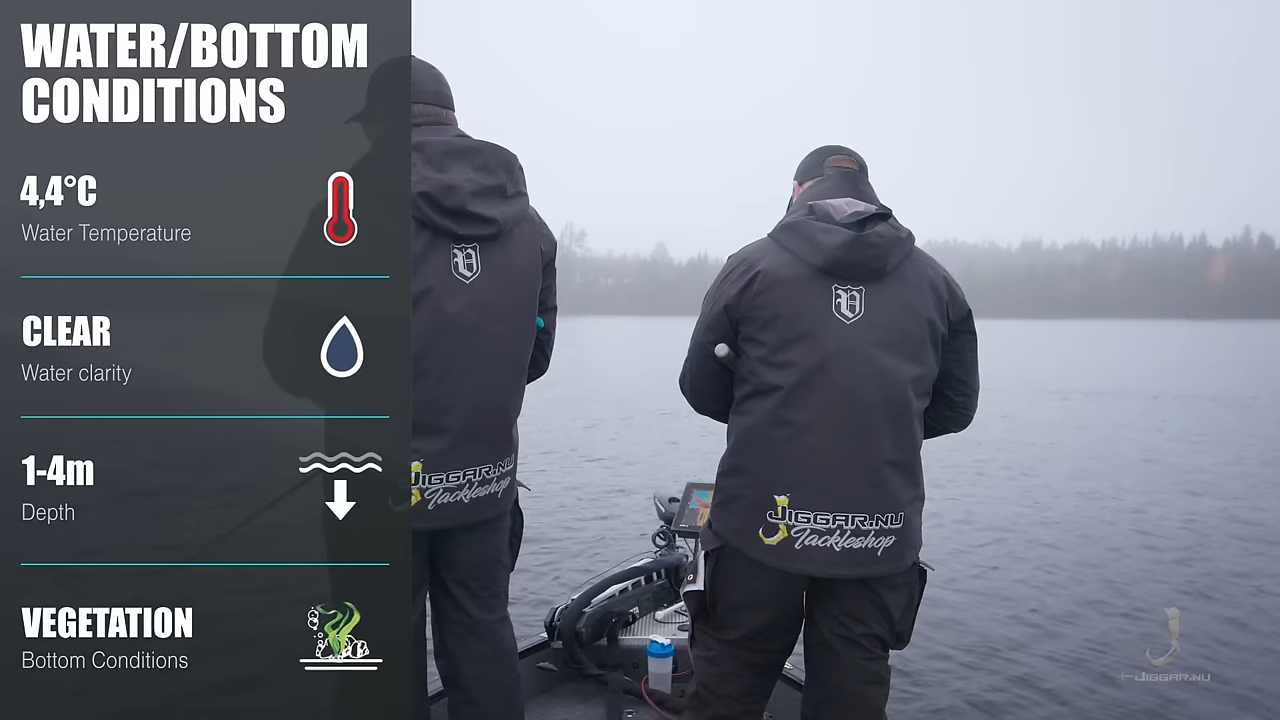 WATER/BOTTOM
CONDITIONS
4,4°C
Water Temperature
CLEAR
Water clarity
1-4m
Depth
VEGETATION
Bottom Conditions
JIGGAR.NU
Tackleshop
JIGGAR.NU
Tackleshop
JIGGAR.NU